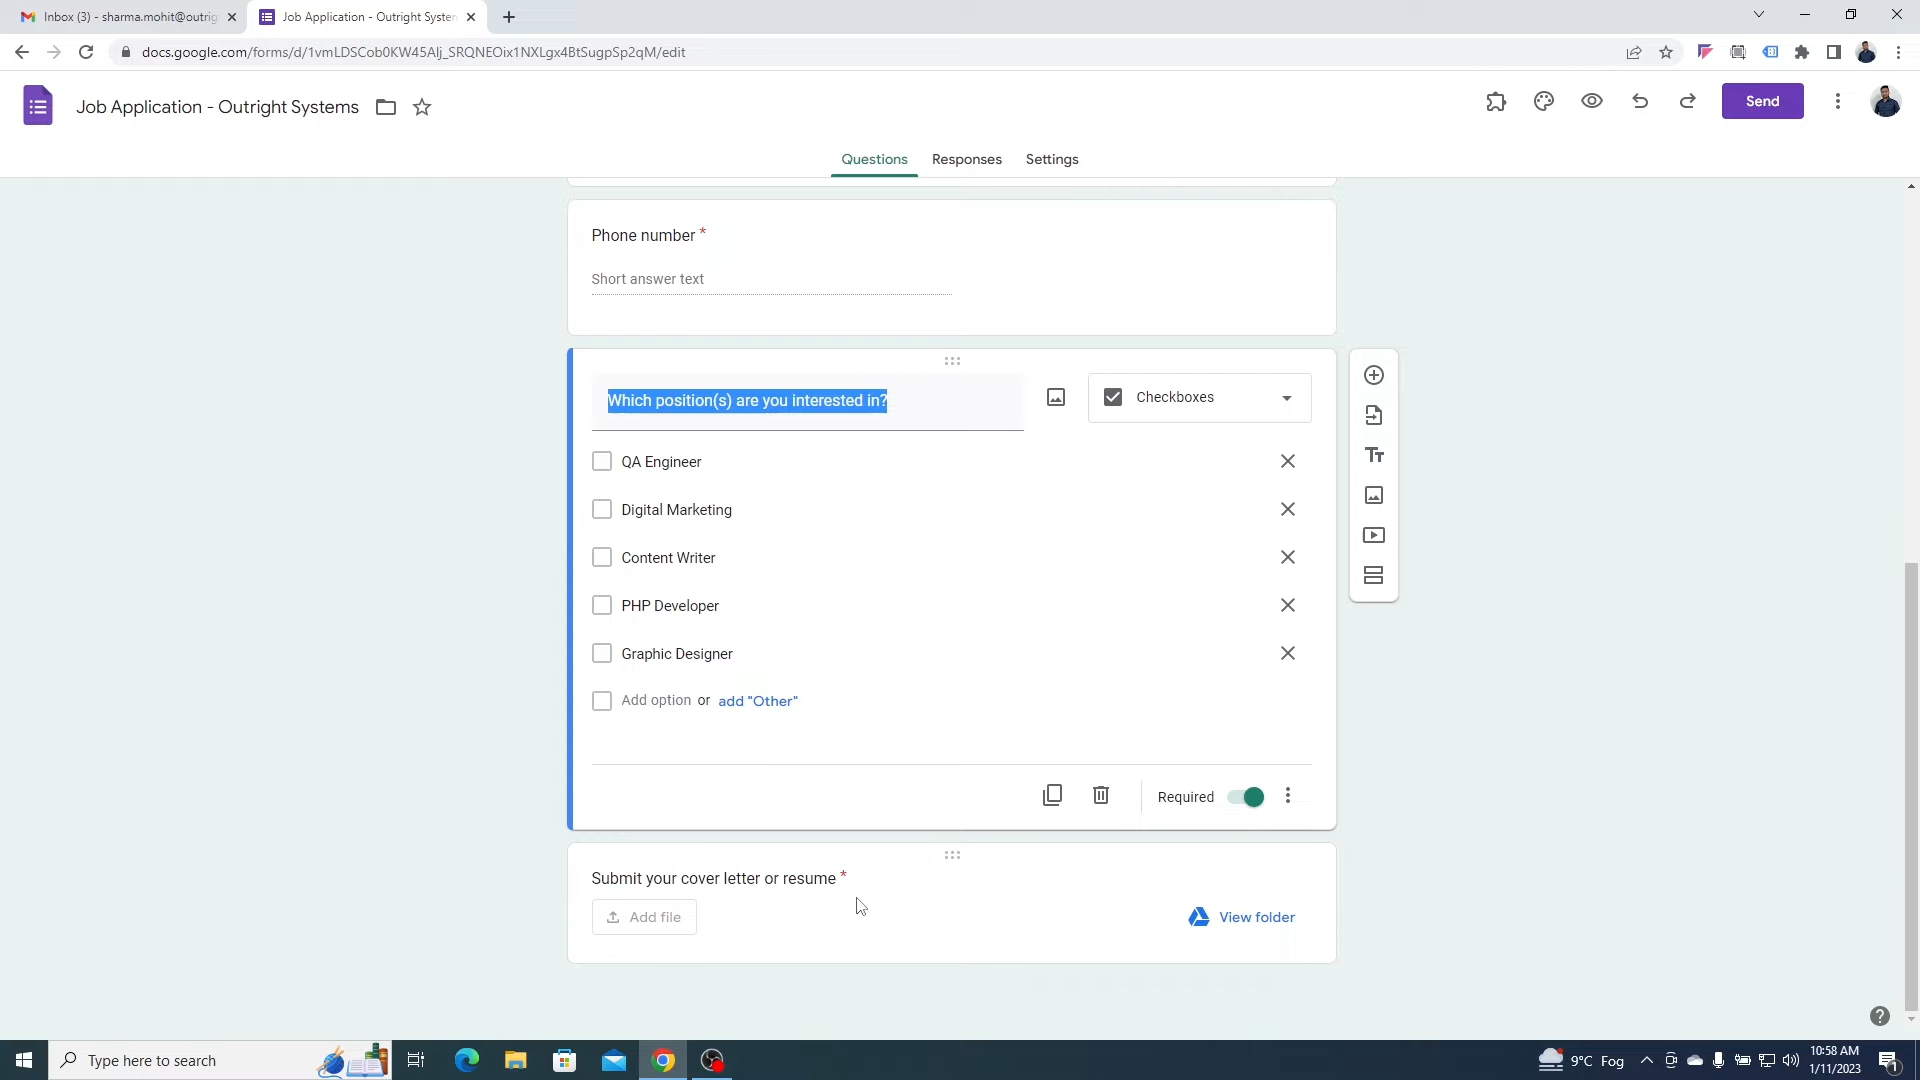 Inbox (3) - sharma.mohit@outrig
Job Application - Outright System
docs.google.com/forms/d/1vmLDSCob0KW45Alj_SRQNEOix1NXLgx4BtSugpSp2qM/edit
Job Application - Outright Systems
Send
Questions Responses Settings
Phone number *
Short answer text
Which position(s) are you interested in?
Checkboxes
QA Engineer
Digital Marketing
Content Writer
PHP Developer
Graphic Designer
Add option or add "Other"
Required
Submit your cover letter or resume *
Add file
View folder
Type here to search
9°C Fog
10:58 AM
1/11/2023
1